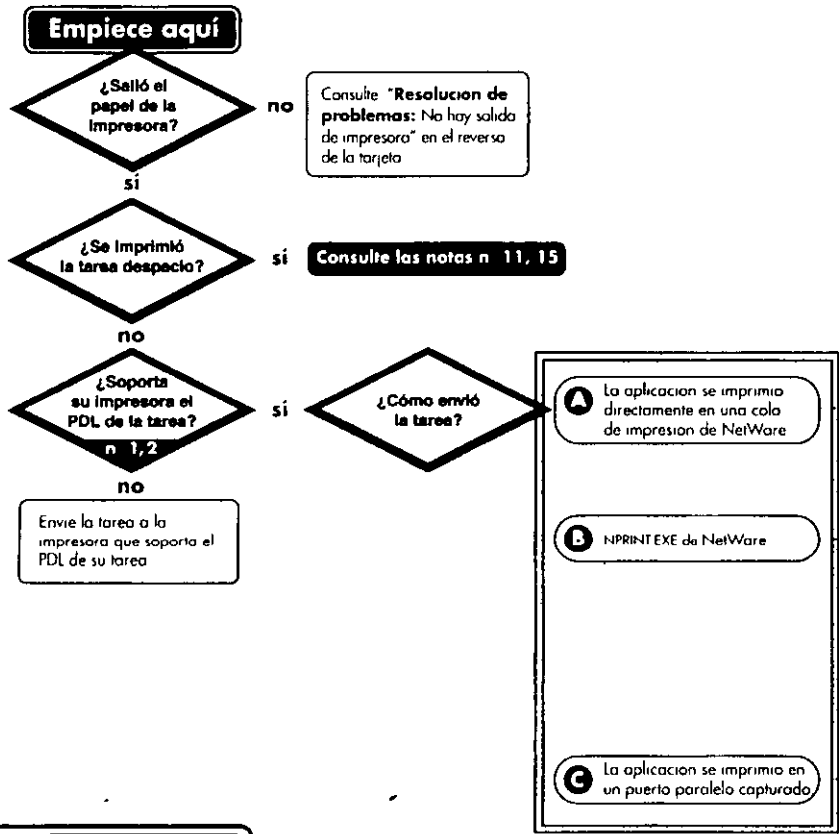 Empiece aquí
¿Salió el
papel de la
Impresora?
no
Consulte "Resolucion de
problemas: No hay salida
de impresora" en el reverso
de la tarjeta
sí
¿Se Imprimió
la tarea despacio?
sí
Consulte las notas n 11, 15
no
¿Soporta
su impresora el
PDL de la tarea?
n 1, 2
sí
¿Cómo envió
la tarea?
no
Envie la tarea a la
impresora que soporta el
PDL de su tarea
A La aplicacion se imprimio
directamente en una cola
de impresion de NetWare
B NPRINT EXE de NetWare
C La aplicacion se imprimio en
un puerto paralelo capturado